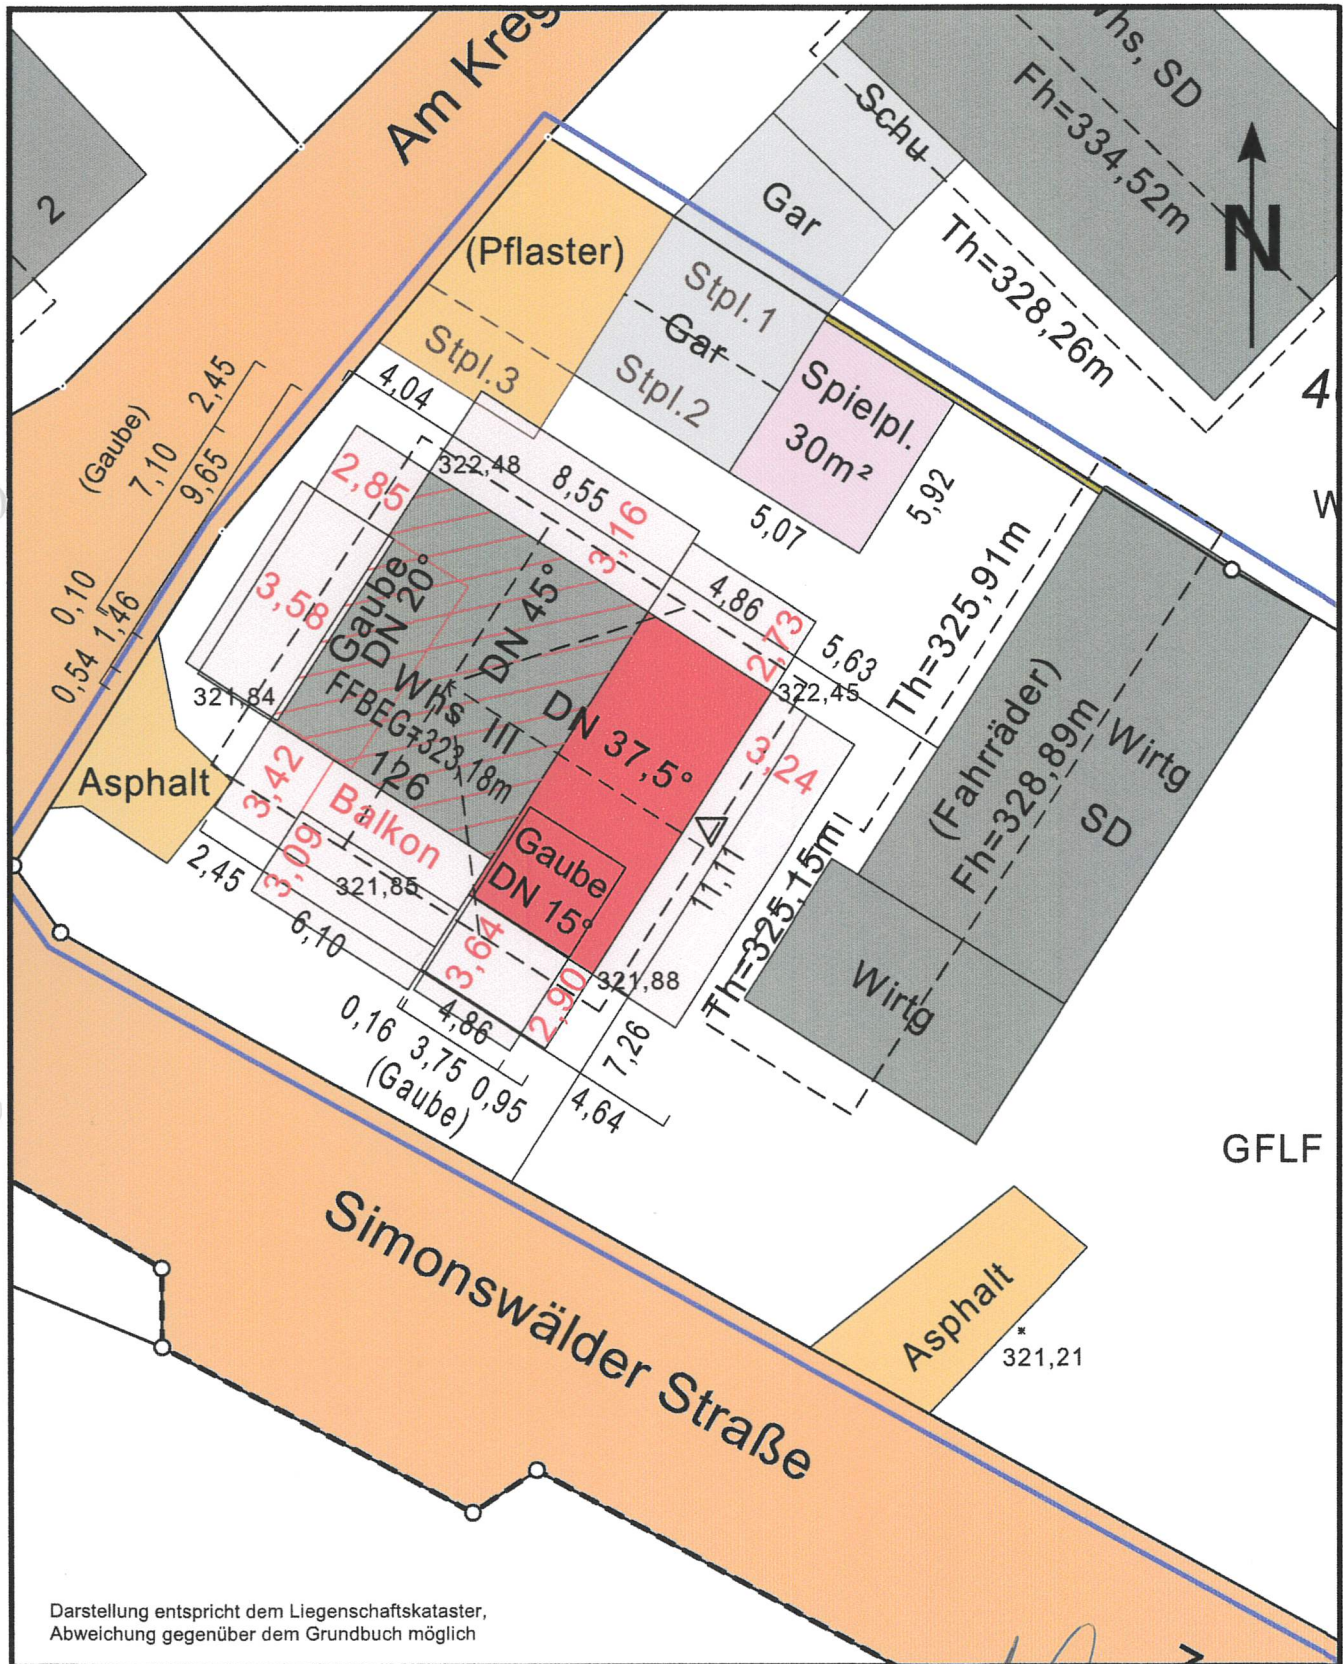 Am Kreg
Whs, SD
Fh=334,52m
Schu
N
2
(Pflaster)
Gar
Th=328,26m
Stpl.1
Gar
Stpl.3
Stpl.2
Spielpl.
30m²
(Gaube)
2,45
7,10
9,65
4,04
322,48
8,55
5,07
5,92
2,85
3,16
Th=325,91m
0,10
0,54 1,46
3,58
Gaube
DN 20°
DN 45°
4,86
2,73
5,63
322,45
321,84
Whs III
FFBEG=323,18m
126
DN 37,5°
3,24
(Fahrräder)
Fh=328,89m
Wirtg
SD
Asphalt
3,42
Balkon
3,09
321,85
Gaube
DN 15°
11,11
Th=325,15m
2,45
6,10
3,64
2,90
321,88
Wirtg
4,86
7,26
0,16 3,75 0,95
(Gaube)
4,64
GFLF
Simonswälder Straße
Asphalt
321,21
Darstellung entspricht dem Liegenschaftskataster,
Abweichung gegenüber dem Grundbuch möglich